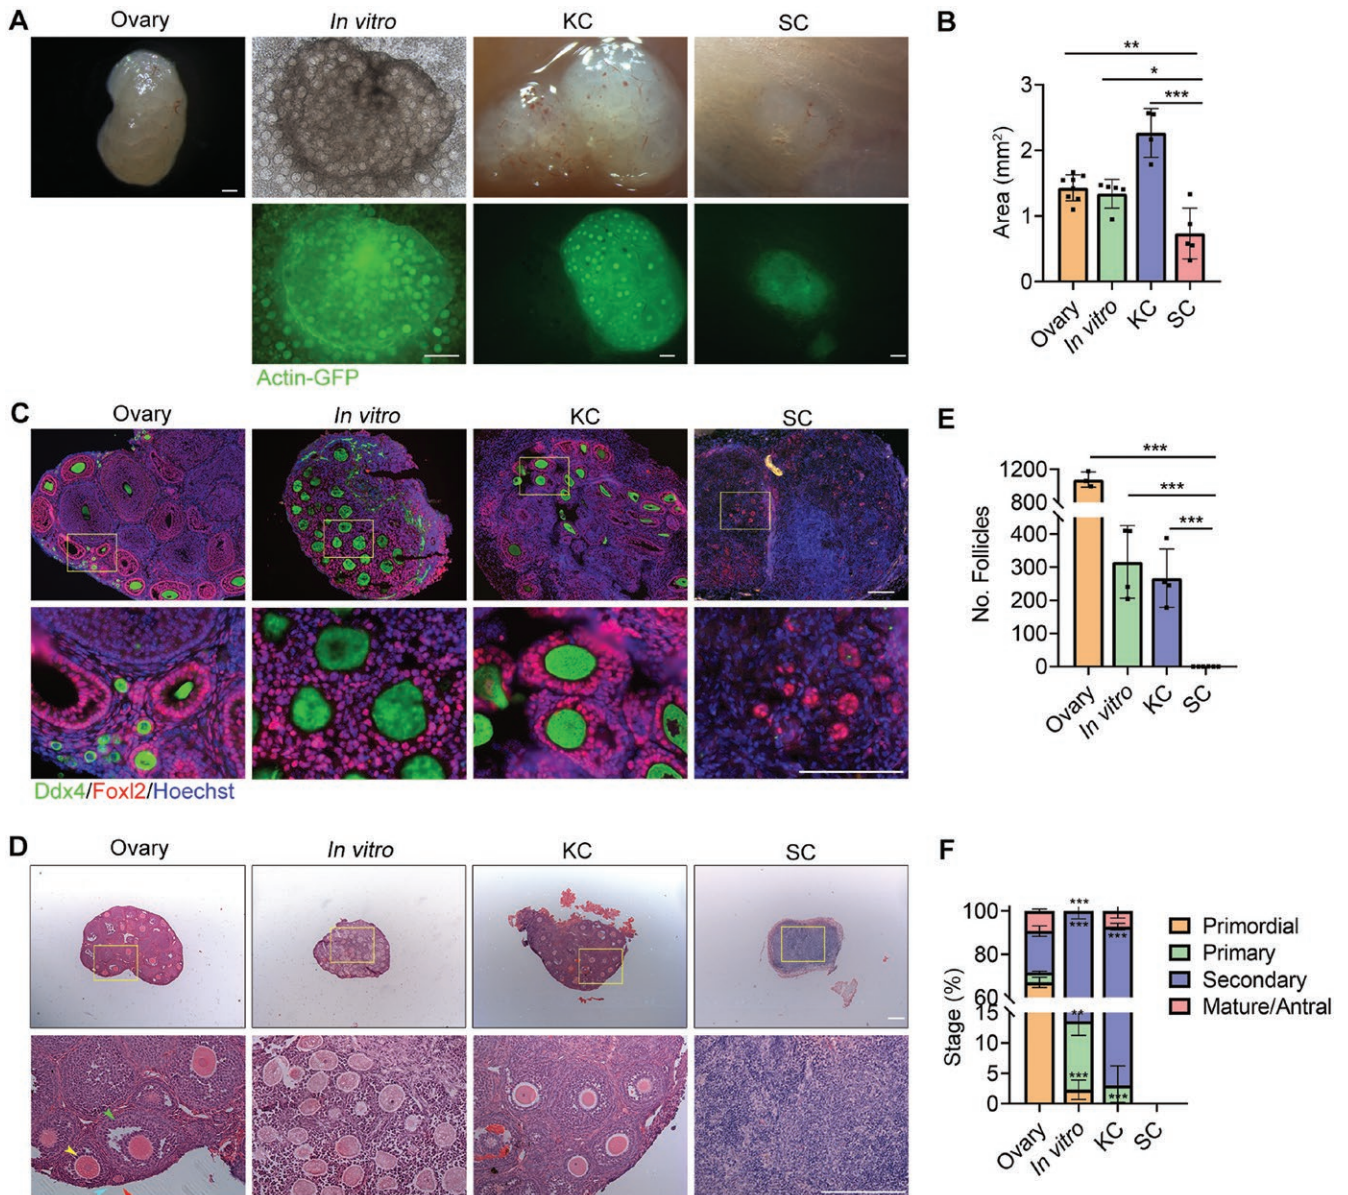 A
Ovary
In vitro
KC
SC
Actin-GFP
B
**
*
***
3
2
1
0
Area (mm²)
Ovary
In vitro
KC
SC
C
Ovary
In vitro
KC
SC
Ddx4/Foxl2/Hoechst
E
***
***
***
1200
800
400
300
200
100
0
No. Follicles
Ovary
In vitro
KC
SC
D
Ovary
In vitro
KC
SC
F
***
***
***
**
***
***
100
80
60
15
10
5
0
Stage (%)
Ovary
In vitro
KC
SC
Primordial
Primary
Secondary
Mature/Antral